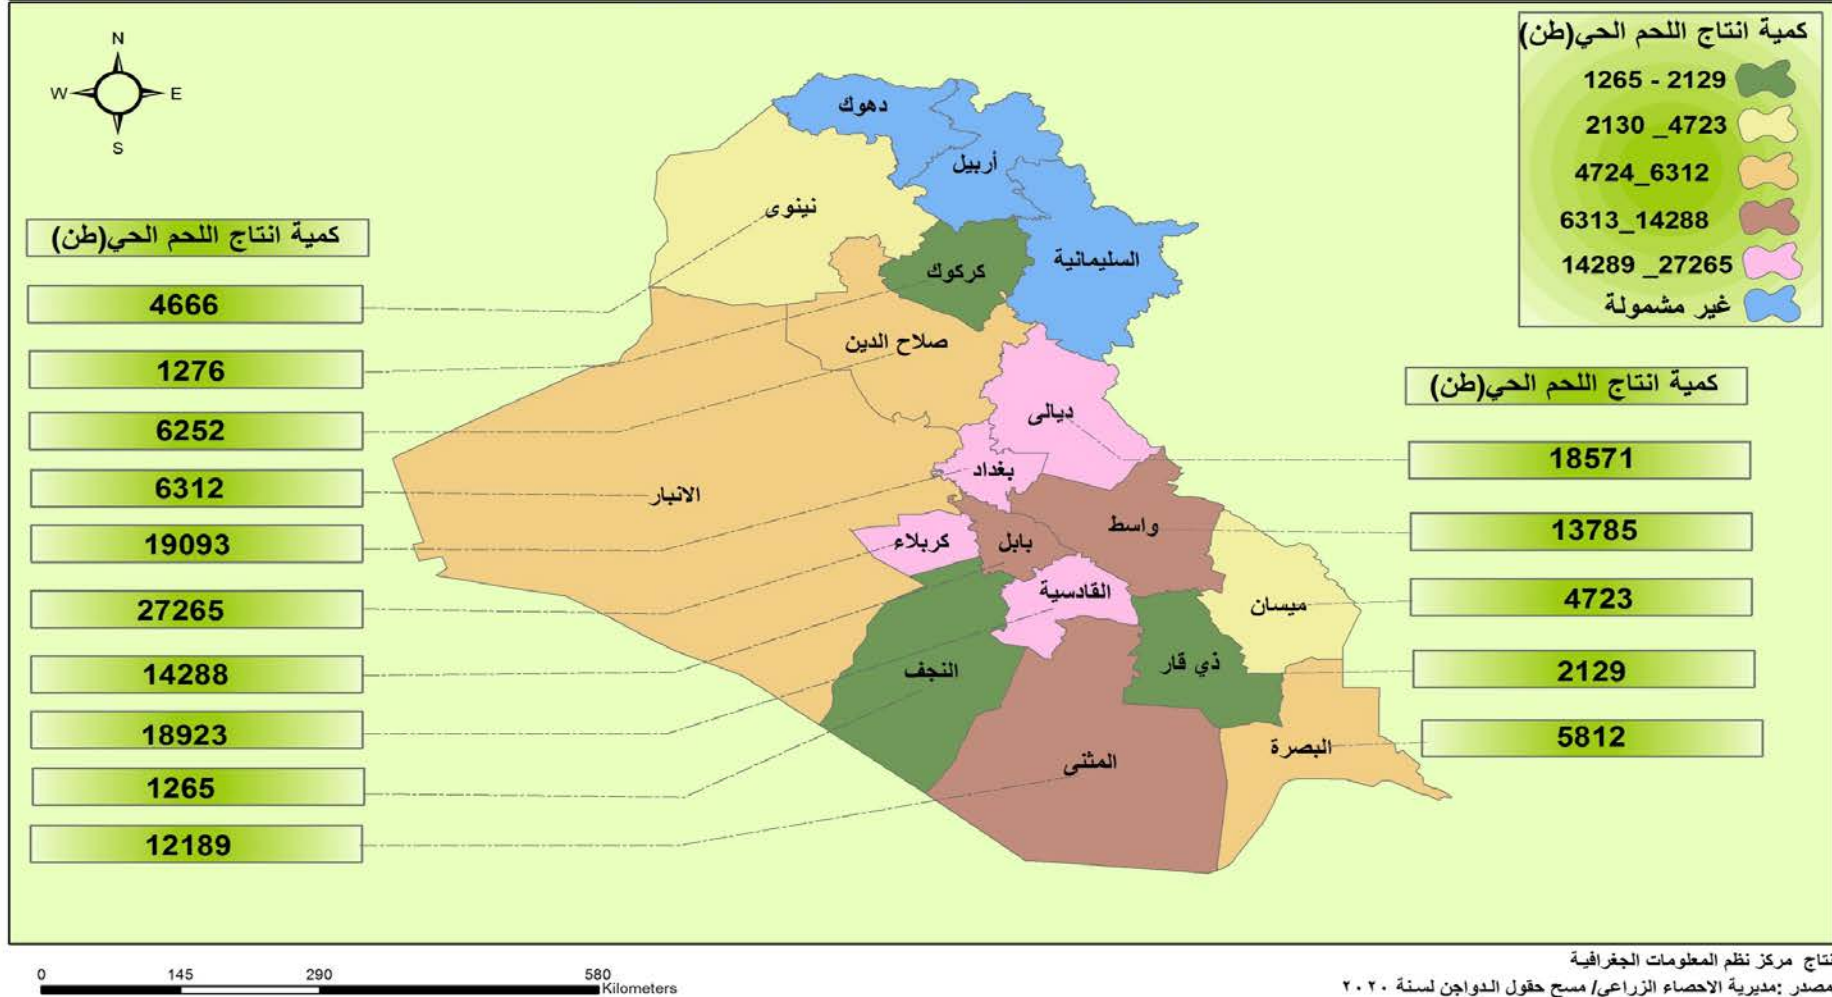 كمية انتاج اللحم الحي(طن)
1265 - 2129
2130 _ 4723
4724_6312
6313_14288
14289 _ 27265
غير مشمولة
N
W
E
S
دهوك
أربيل
نينوى
السليمانية
كركوك
صلاح الدين
ديالى
بغداد
الانبار
واسط
بابل
كربلاء
القادسية
ميسان
النجف
ذي قار
البصرة
المثنى
كمية انتاج اللحم الحي(طن)
4666
1276
6252
6312
19093
27265
14288
18923
1265
12189
كمية انتاج اللحم الحي(طن)
18571
13785
4723
2129
5812
نتاج مركز نظم المعلومات الجغرافية
مصدر :مديرية الاحصاء الزراعي/ مسح حقول الدواجن لسنة ٢٠٢٠
0 145 290 580
Kilometers